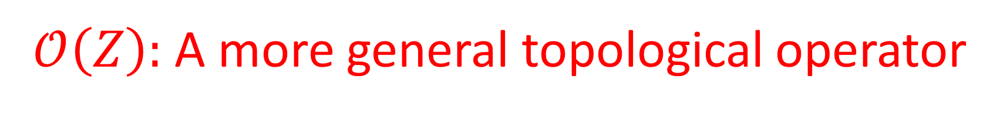 𝒪(𝑍): A more general topological operator